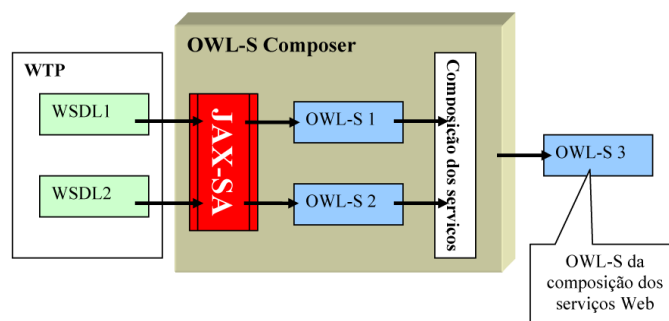 OWL-S Composer
WTP
WSDL1
WSDL2
JAX-SA
OWL-S 1
OWL-S 2
Composição dos serviços
OWL-S 3
OWL-S da
composição dos
serviços Web